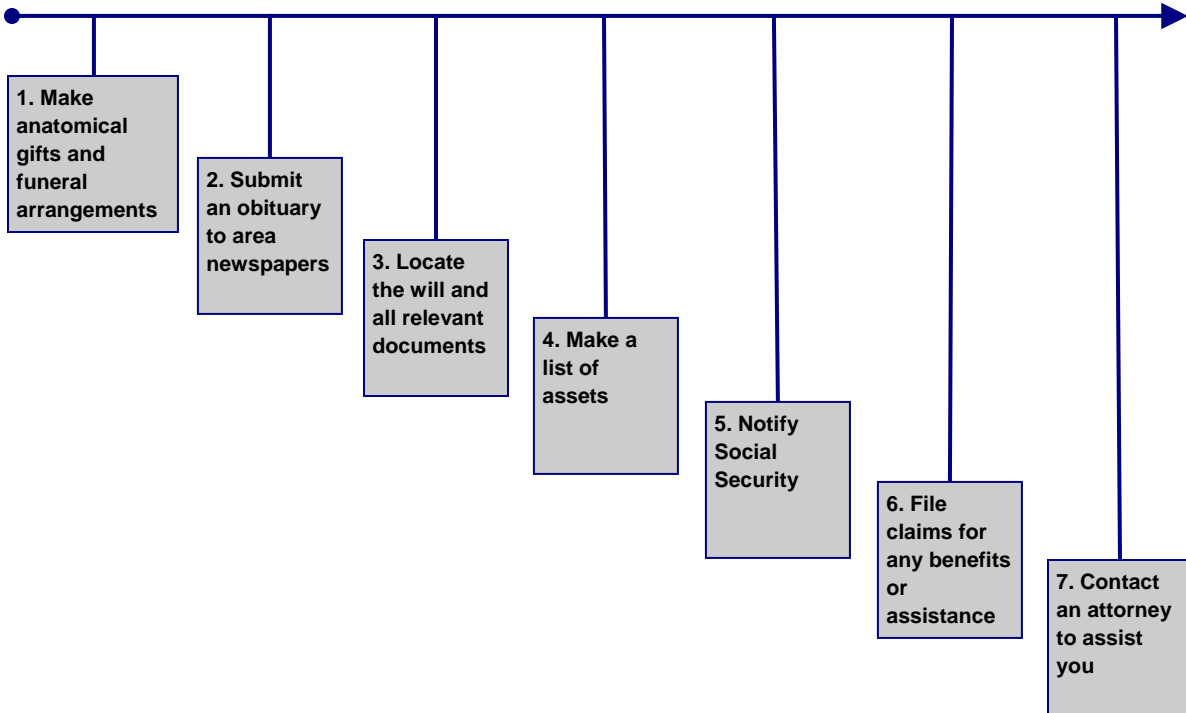 1. Make
anatomical
gifts and
funeral
arrangements
2. Submit
an obituary
to area
newspapers
3. Locate
the will and
all relevant
documents
4. Make a
list of
assets
5. Notify
Social
Security
6. File
claims for
any benefits
or
assistance
7. Contact
an attorney
to assist
you